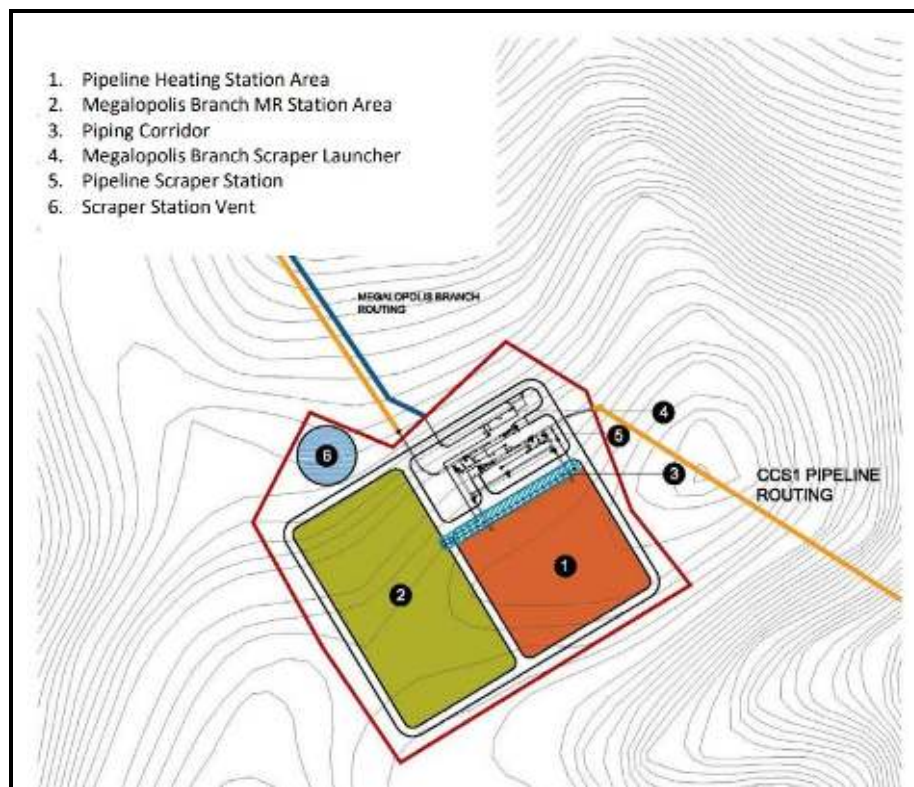 1. Pipeline Heating Station Area
2. Megalopolis Branch MR Station Area
3. Piping Corridor
4. Megalopolis Branch Scraper Launcher
5. Pipeline Scraper Station
6. Scraper Station Vent
MEGALOPOLIS BRANCH
ROUTING
4
6
5
3
CCS1 PIPELINE
ROUTING
1
2